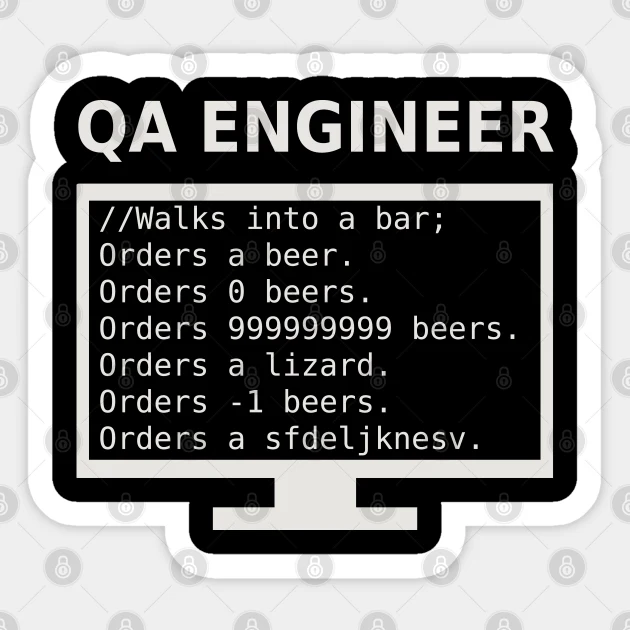 QA ENGINEER
//Walks into a bar;
Orders a beer.
Orders 0 beers.
Orders 999999999 beers.
Orders a lizard.
Orders -1 beers.
Orders a sfdeljknesv.